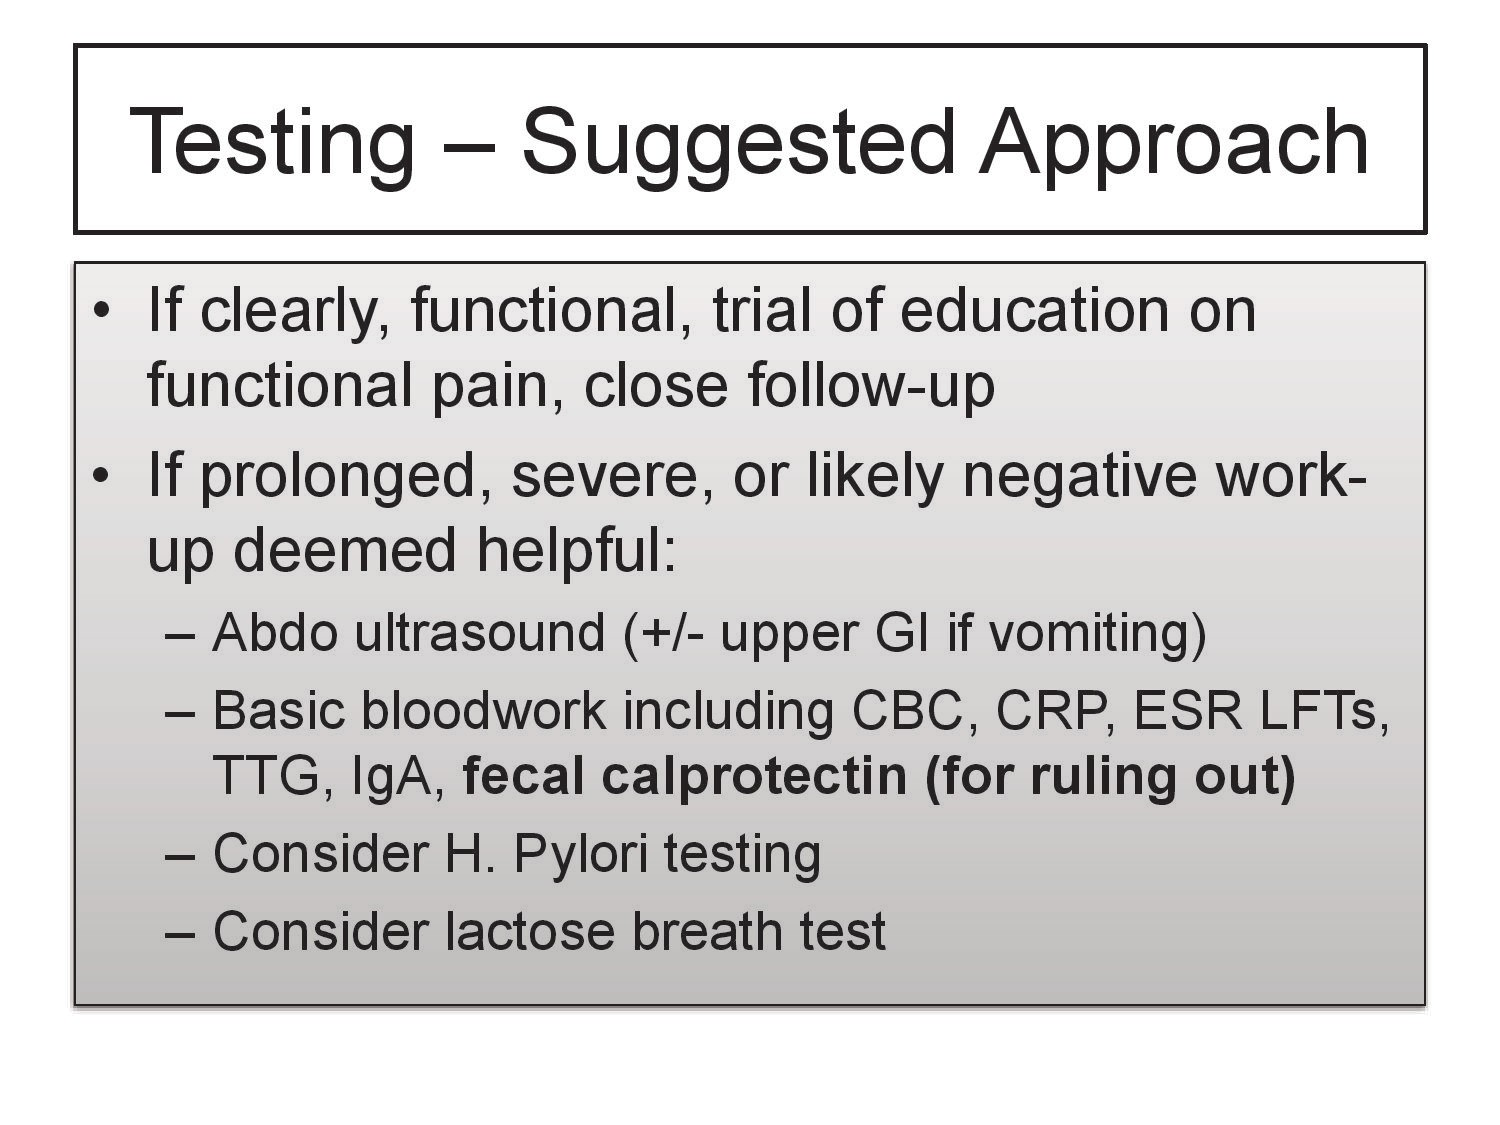 Testing – Suggested Approach
• If clearly, functional, trial of education on
functional pain, close follow-up
• If prolonged, severe, or likely negative work-
up deemed helpful:
– Abdo ultrasound (+/- upper GI if vomiting)
– Basic bloodwork including CBC, CRP, ESR LFTs,
TTG, IgA, fecal calprotectin (for ruling out)
– Consider H. Pylori testing
– Consider lactose breath test